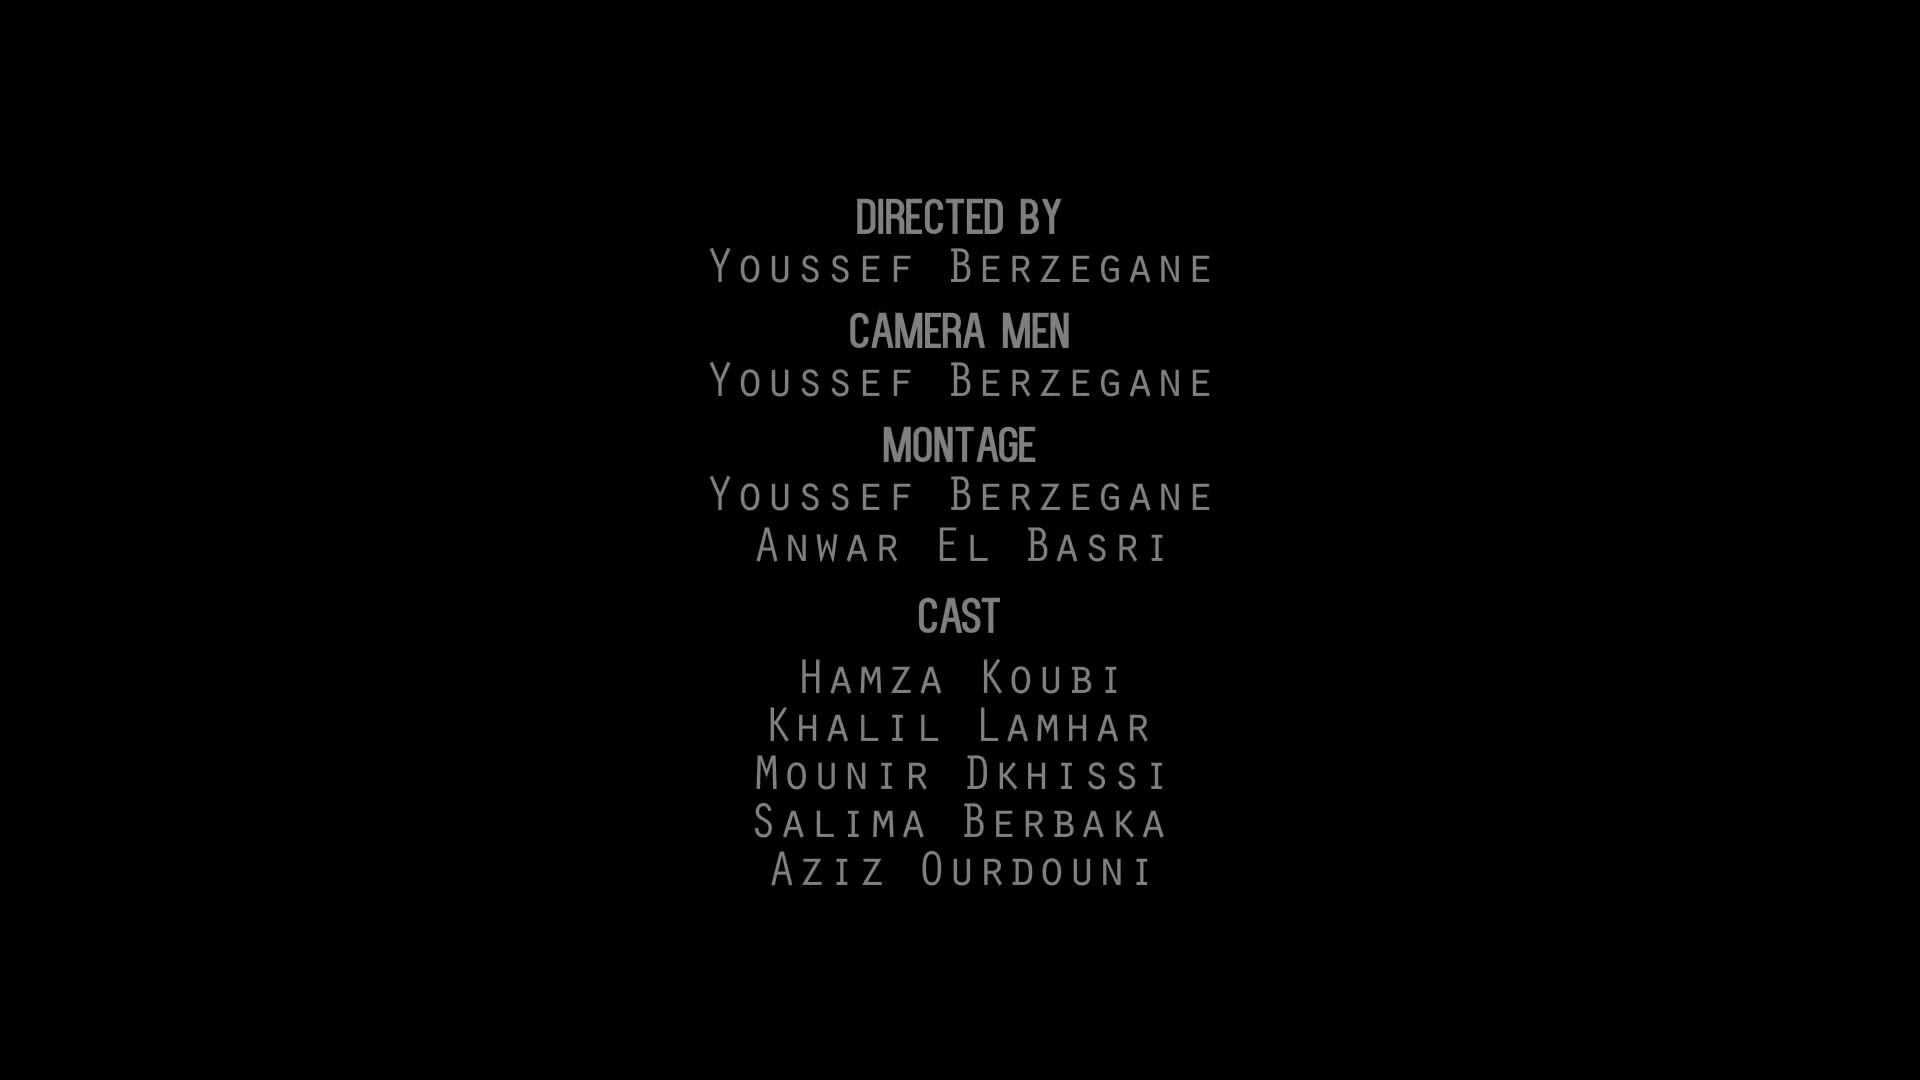 DIRECTED BY
YOUSSEF BERZEGANE
CAMERA MEN
YOUSSEF BERZEGANE
MONTAGE
YOUSSEF BERZEGANE
ANWAR EL BASRI
CAST
HAMZA KOUBI
KHALIL LAMHAR
MOUNIR DKHISSI
SALIMA BERBAKA
AZIZ OURDOUNI